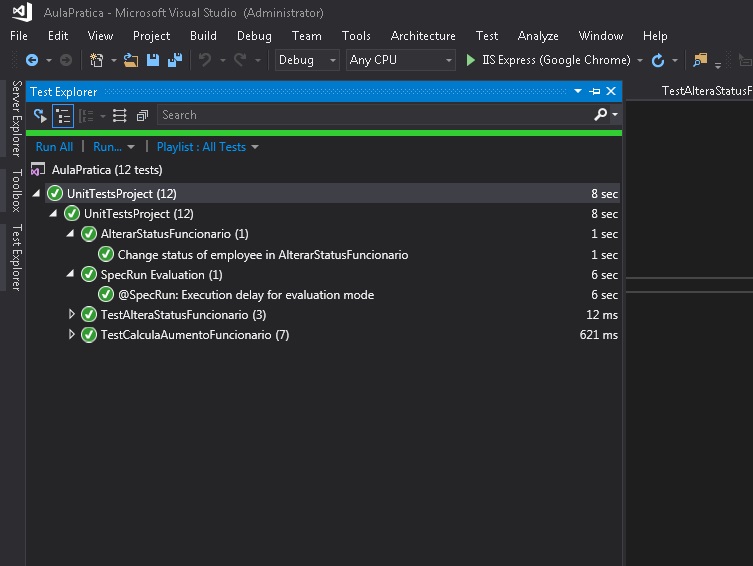 AulaPratica - Microsoft Visual Studio (Administrator)
File Edit View Project Build Debug Team Tools Architecture Test Analyze Window Help
Debug Any CPU IIS Express (Google Chrome)
Server Explorer
Toolbox
Test Explorer
Test Explorer
TestAlteraStatusF
Search
Run All Run... Playlist : All Tests
AulaPratica (12 tests)
UnitTestsProject (12) 8 sec
UnitTestsProject (12) 8 sec
AlterarStatusFuncionario (1) 1 sec
Change status of employee in AlterarStatusFuncionario 1 sec
SpecRun Evaluation (1) 6 sec
@SpecRun: Execution delay for evaluation mode 6 sec
TestAlteraStatusFuncionario (3) 12 ms
TestCalculaAumentoFuncionario (7) 621 ms